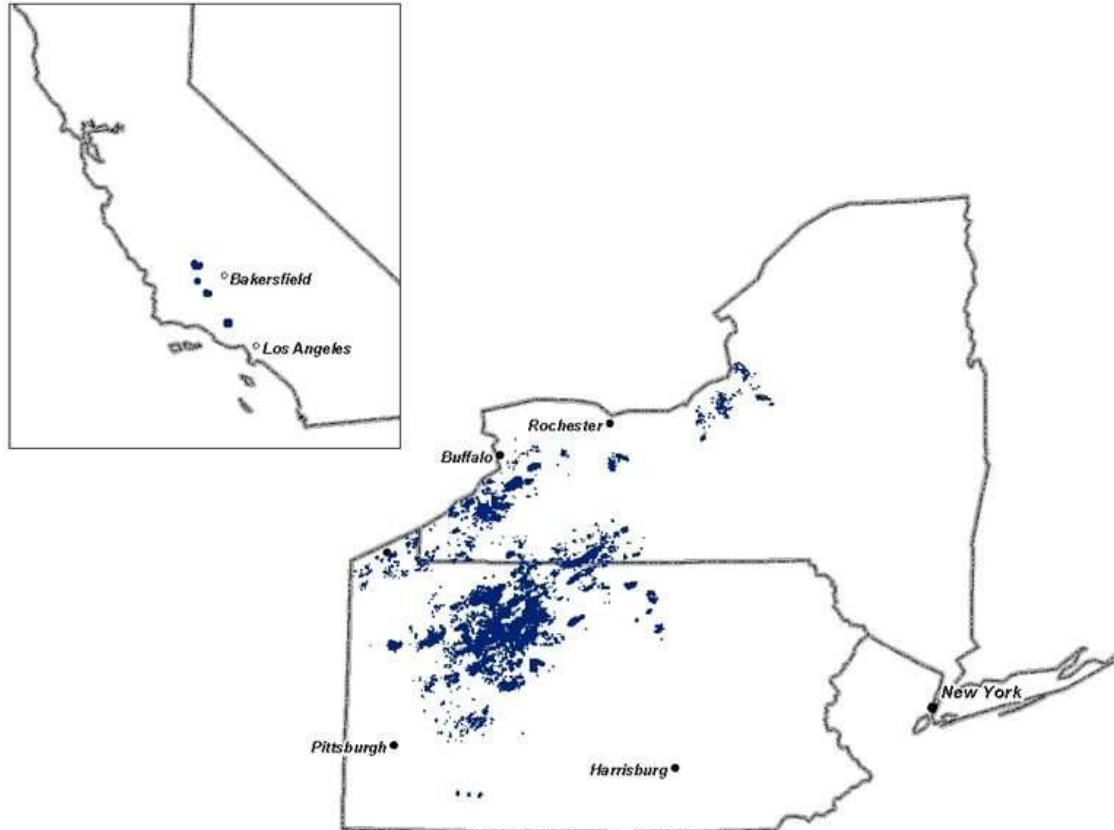 Bakersfield
Los Angeles
Rochester
Buffalo
New York
Pittsburgh
Harrisburg